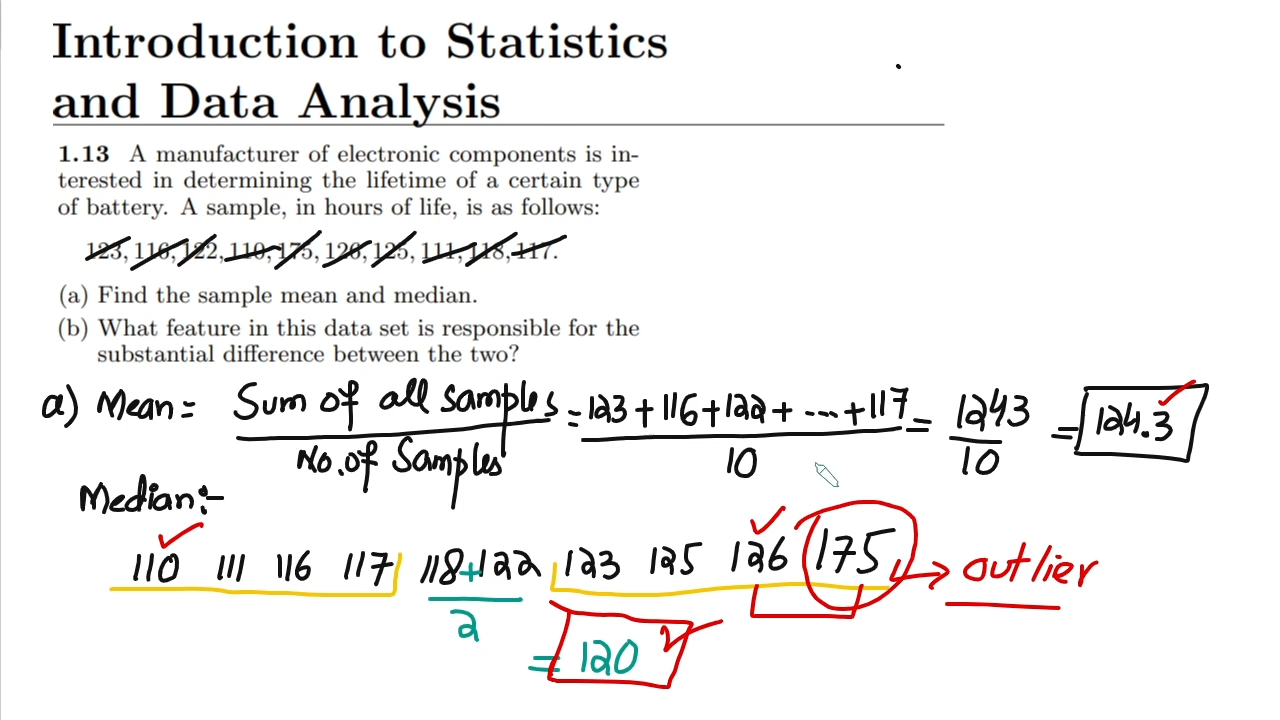 Introduction to Statistics
and Data Analysis
1.13 A manufacturer of electronic components is in-
terested in determining the lifetime of a certain type
of battery. A sample, in hours of life, is as follows:
123, 116, 122, 110, 175, 126, 125, 111, 118, 117.
(a) Find the sample mean and median.
(b) What feature in this data set is responsible for the
substantial difference between the two?
a) Mean = Sum of all samples / No. of Samples = 123+116+122+ ... +117 / 10 = 1243 / 10 = 124.3
Median:-
110 111 116 117 118+122 123 125 126 175 → outlier
2
= 120